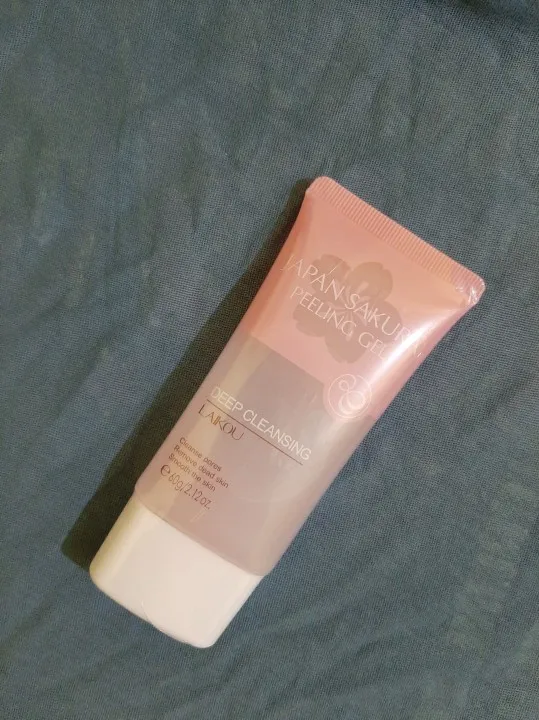 JAPAN SAKURA
PEELING GEL
DEEP CLEANSING
LAIKOU
Cleanse pores
Remove dead skin
Smooth the skin
℮60g/2.12oz.